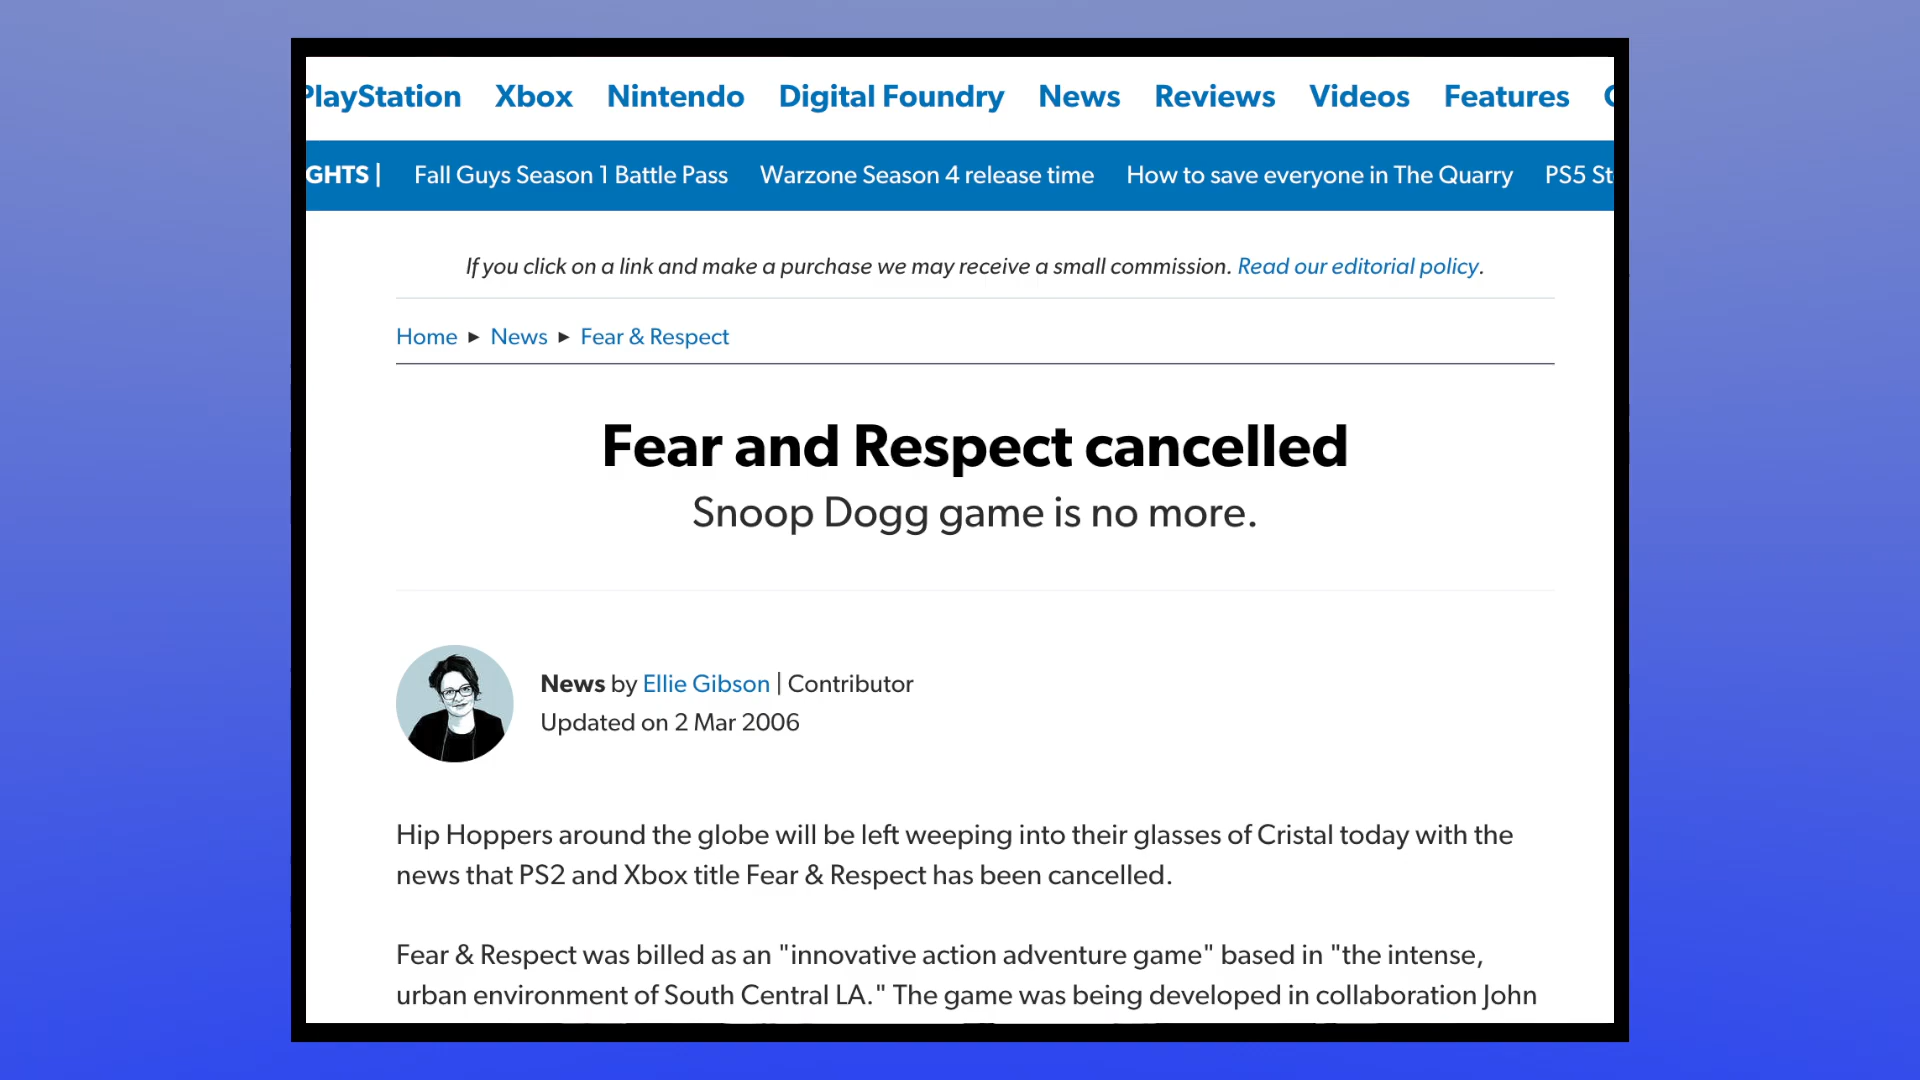 PlayStation Xbox Nintendo Digital Foundry News Reviews Videos Features
GHTS | Fall Guys Season 1 Battle Pass Warzone Season 4 release time How to save everyone in The Quarry PS5 St
If you click on a link and make a purchase we may receive a small commission. Read our editorial policy.
Home ▸ News ▸ Fear & Respect
Fear and Respect cancelled
Snoop Dogg game is no more.
News by Ellie Gibson | Contributor
Updated on 2 Mar 2006
Hip Hoppers around the globe will be left weeping into their glasses of Cristal today with the
news that PS2 and Xbox title Fear & Respect has been cancelled.
Fear & Respect was billed as an "innovative action adventure game" based in "the intense,
urban environment of South Central LA." The game was being developed in collaboration John